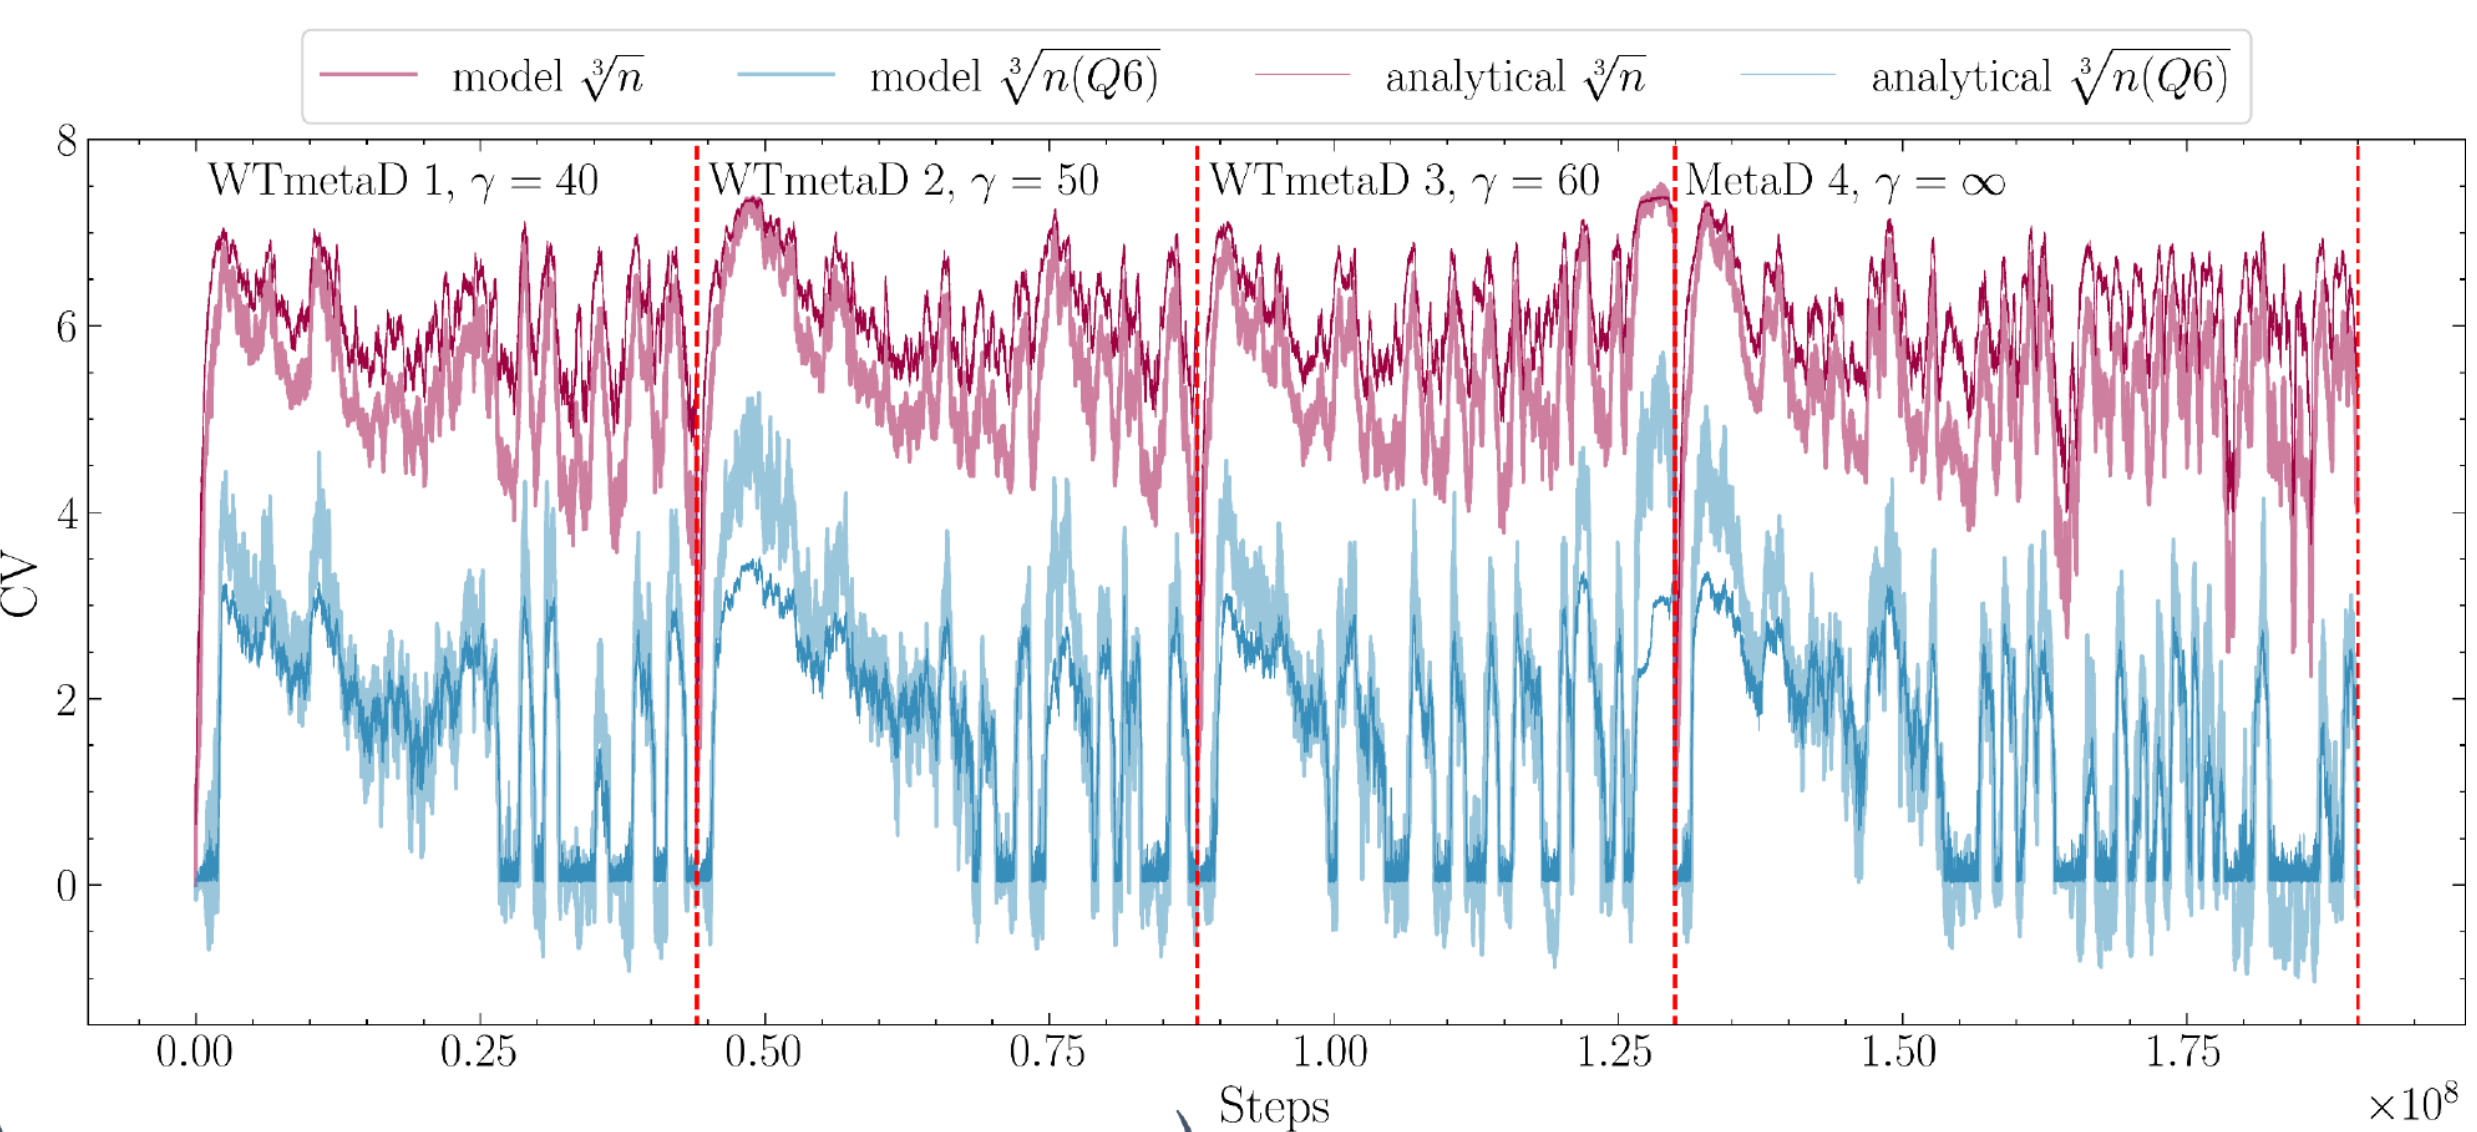 model ∛n model ∛n(Q6) analytical ∛n analytical ∛n(Q6)
8
WTmetaD 1, γ = 40 WTmetaD 2, γ = 50 WTmetaD 3, γ = 60 MetaD 4, γ = ∞
6
4
CV
2
0
0.00 0.25 0.50 0.75 1.00 1.25 1.50 1.75
×10⁸
Steps